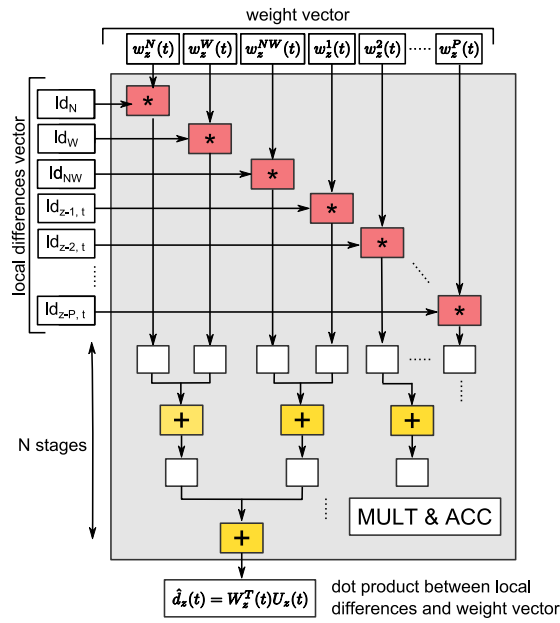 weight vector
w_z^N(t) w_z^W(t) w_z^NW(t) w_z^1(t) w_z^2(t) ······ w_z^P(t)
local differences vector
ld_N
*
ld_W
*
ld_NW
*
ld_z-1, t
*
ld_z-2, t
*
ld_z-P, t
*
N stages
+ + +
MULT & ACC
+
d̂_z(t) = W_z^T(t)U_z(t)
dot product between local
differences and weight vector